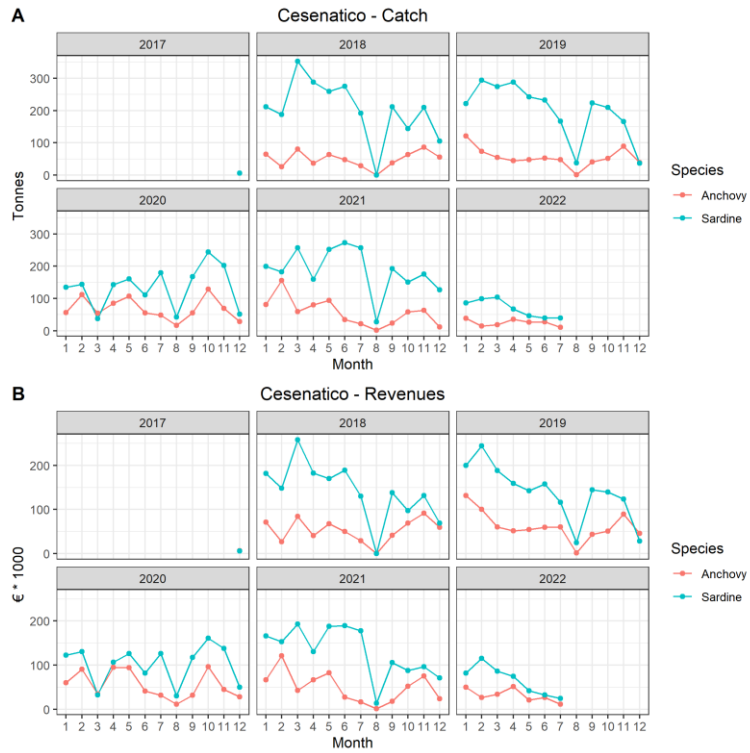 A
Cesenatico - Catch
2017 2018 2019
300
200
100
0
2020 2021 2022
300
200
100
0
Tonnes
1 2 3 4 5 6 7 8 9 10 11 12 1 2 3 4 5 6 7 8 9 10 11 12 1 2 3 4 5 6 7 8 9 10 11 12
Month
Species
Anchovy
Sardine
B
Cesenatico - Revenues
2017 2018 2019
200
100
0
2020 2021 2022
200
100
0
€ * 1000
1 2 3 4 5 6 7 8 9 10 11 12 1 2 3 4 5 6 7 8 9 10 11 12 1 2 3 4 5 6 7 8 9 10 11 12
Month
Species
Anchovy
Sardine